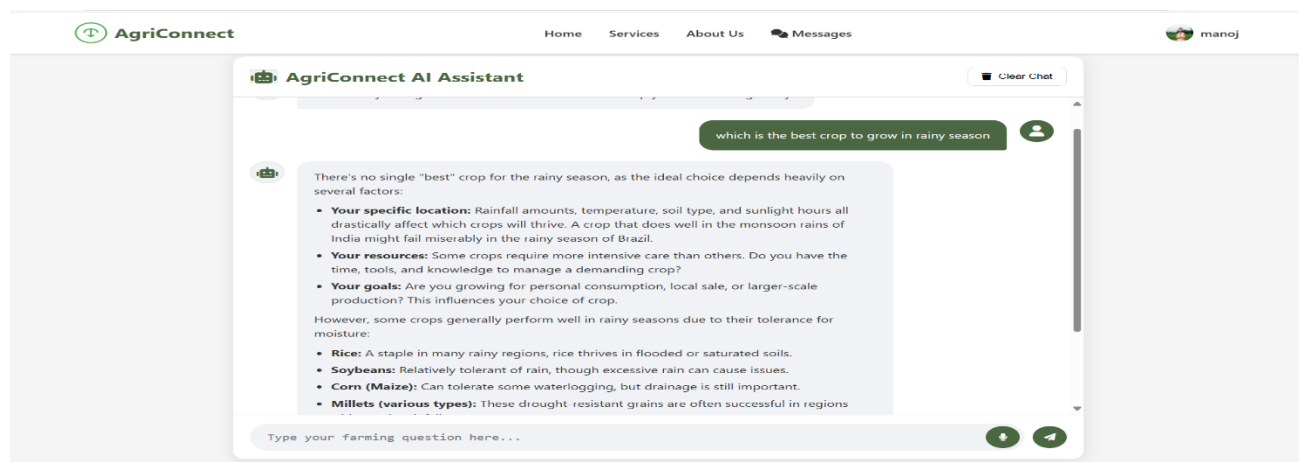 AgriConnect
Home Services About Us Messages
manoj
AgriConnect AI Assistant
Clear Chat
which is the best crop to grow in rainy season
There's no single "best" crop for the rainy season, as the ideal choice depends heavily on
several factors:
• Your specific location: Rainfall amounts, temperature, soil type, and sunlight hours all
drastically affect which crops will thrive. A crop that does well in the monsoon rains of
India might fail miserably in the rainy season of Brazil.
• Your resources: Some crops require more intensive care than others. Do you have the
time, tools, and knowledge to manage a demanding crop?
• Your goals: Are you growing for personal consumption, local sale, or larger-scale
production? This influences your choice of crop.
However, some crops generally perform well in rainy seasons due to their tolerance for
moisture:
• Rice: A staple in many rainy regions, rice thrives in flooded or saturated soils.
• Soybeans: Relatively tolerant of rain, though excessive rain can cause issues.
• Corn (Maize): Can tolerate some waterlogging, but drainage is still important.
• Millets (various types): These drought-resistant grains are often successful in regions
Type your farming question here...